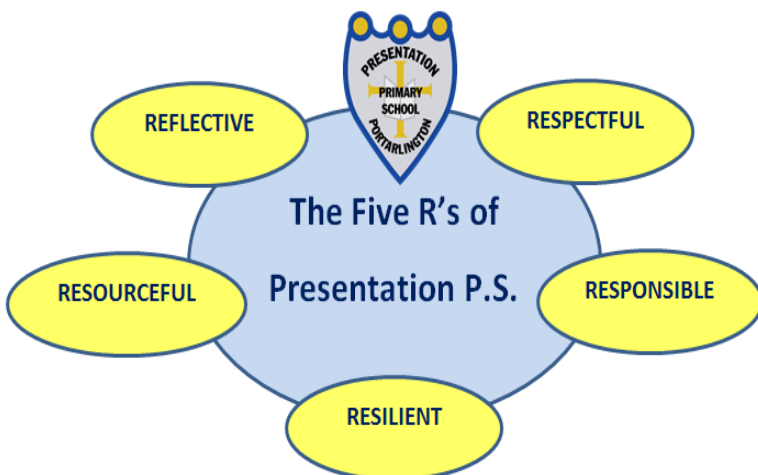 PRESENTATION
PRIMARY
SCHOOL
PORTARLINGTON
REFLECTIVE
RESPECTFUL
The Five R's of
Presentation P.S.
RESOURCEFUL
RESPONSIBLE
RESILIENT